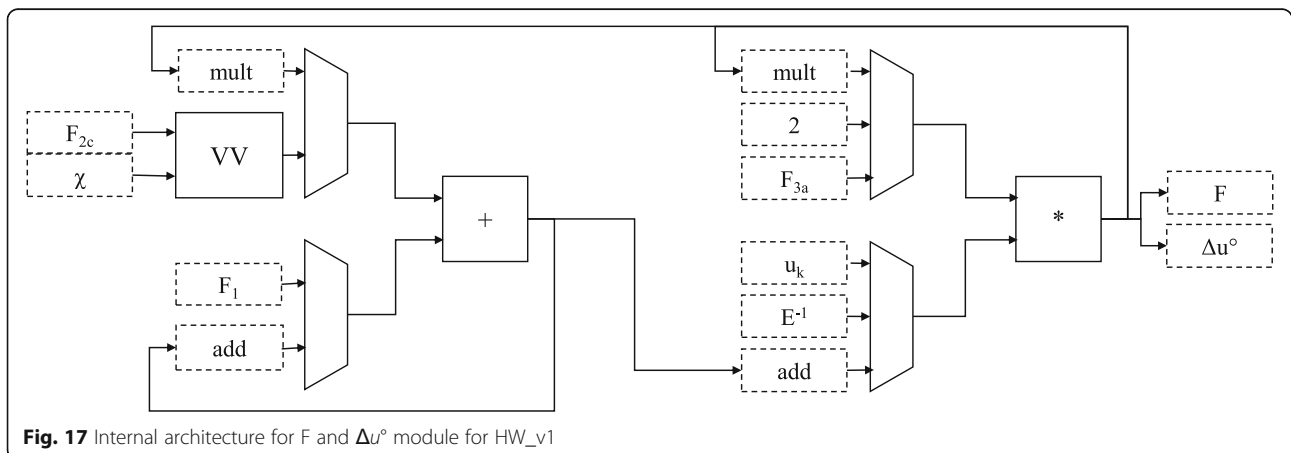 mult
F2c
χ
VV
F1
add
+
mult
2
F3a
uk
E-1
add
*
F
Δu°
Fig. 17 Internal architecture for F and Δu° module for HW_v1